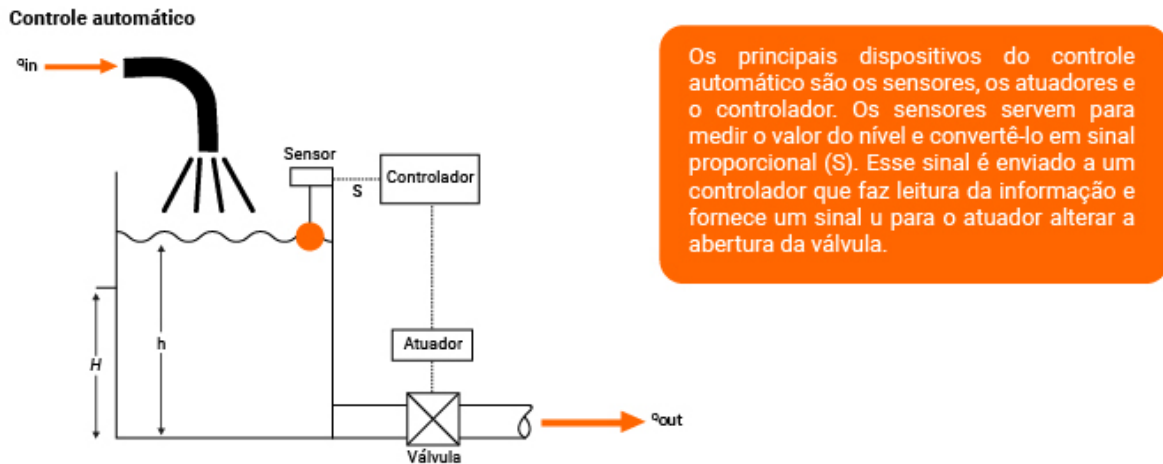 Controle automático
qin
Os principais dispositivos do controle
automático são os sensores, os atuadores e
o controlador. Os sensores servem para
medir o valor do nível e convertê-lo em sinal
proporcional (S). Esse sinal é enviado a um
controlador que faz leitura da informação e
fornece um sinal u para o atuador alterar a
abertura da válvula.
Sensor
S
Controlador
h
H
Atuador
qout
Válvula